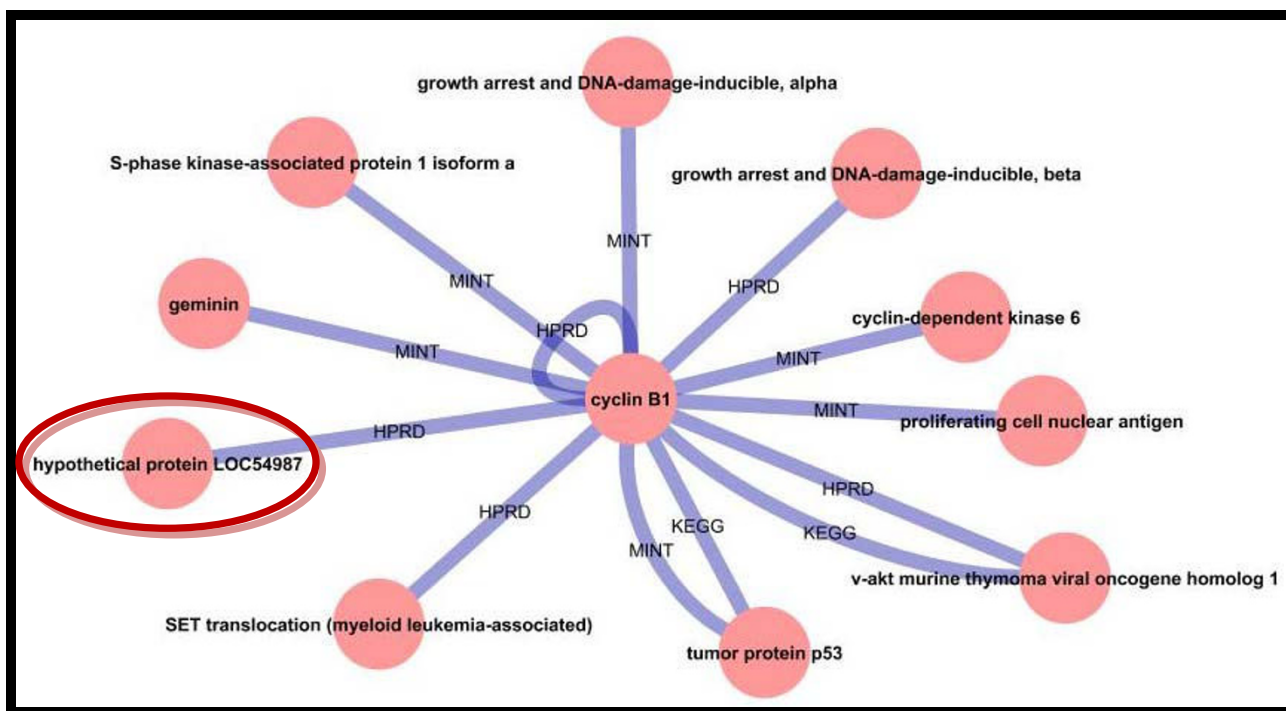 growth arrest and DNA-damage-inducible, alpha
S-phase kinase-associated protein 1 isoform a
growth arrest and DNA-damage-inducible, beta
MINT
MINT
HPRD
geminin
HPRD
cyclin-dependent kinase 6
MINT
MINT
cyclin B1
MINT
proliferating cell nuclear antigen
HPRD
hypothetical protein LOC54987
HPRD
HPRD
KEGG
KEGG
MINT
v-akt murine thymoma viral oncogene homolog 1
SET translocation (myeloid leukemia-associated)
tumor protein p53